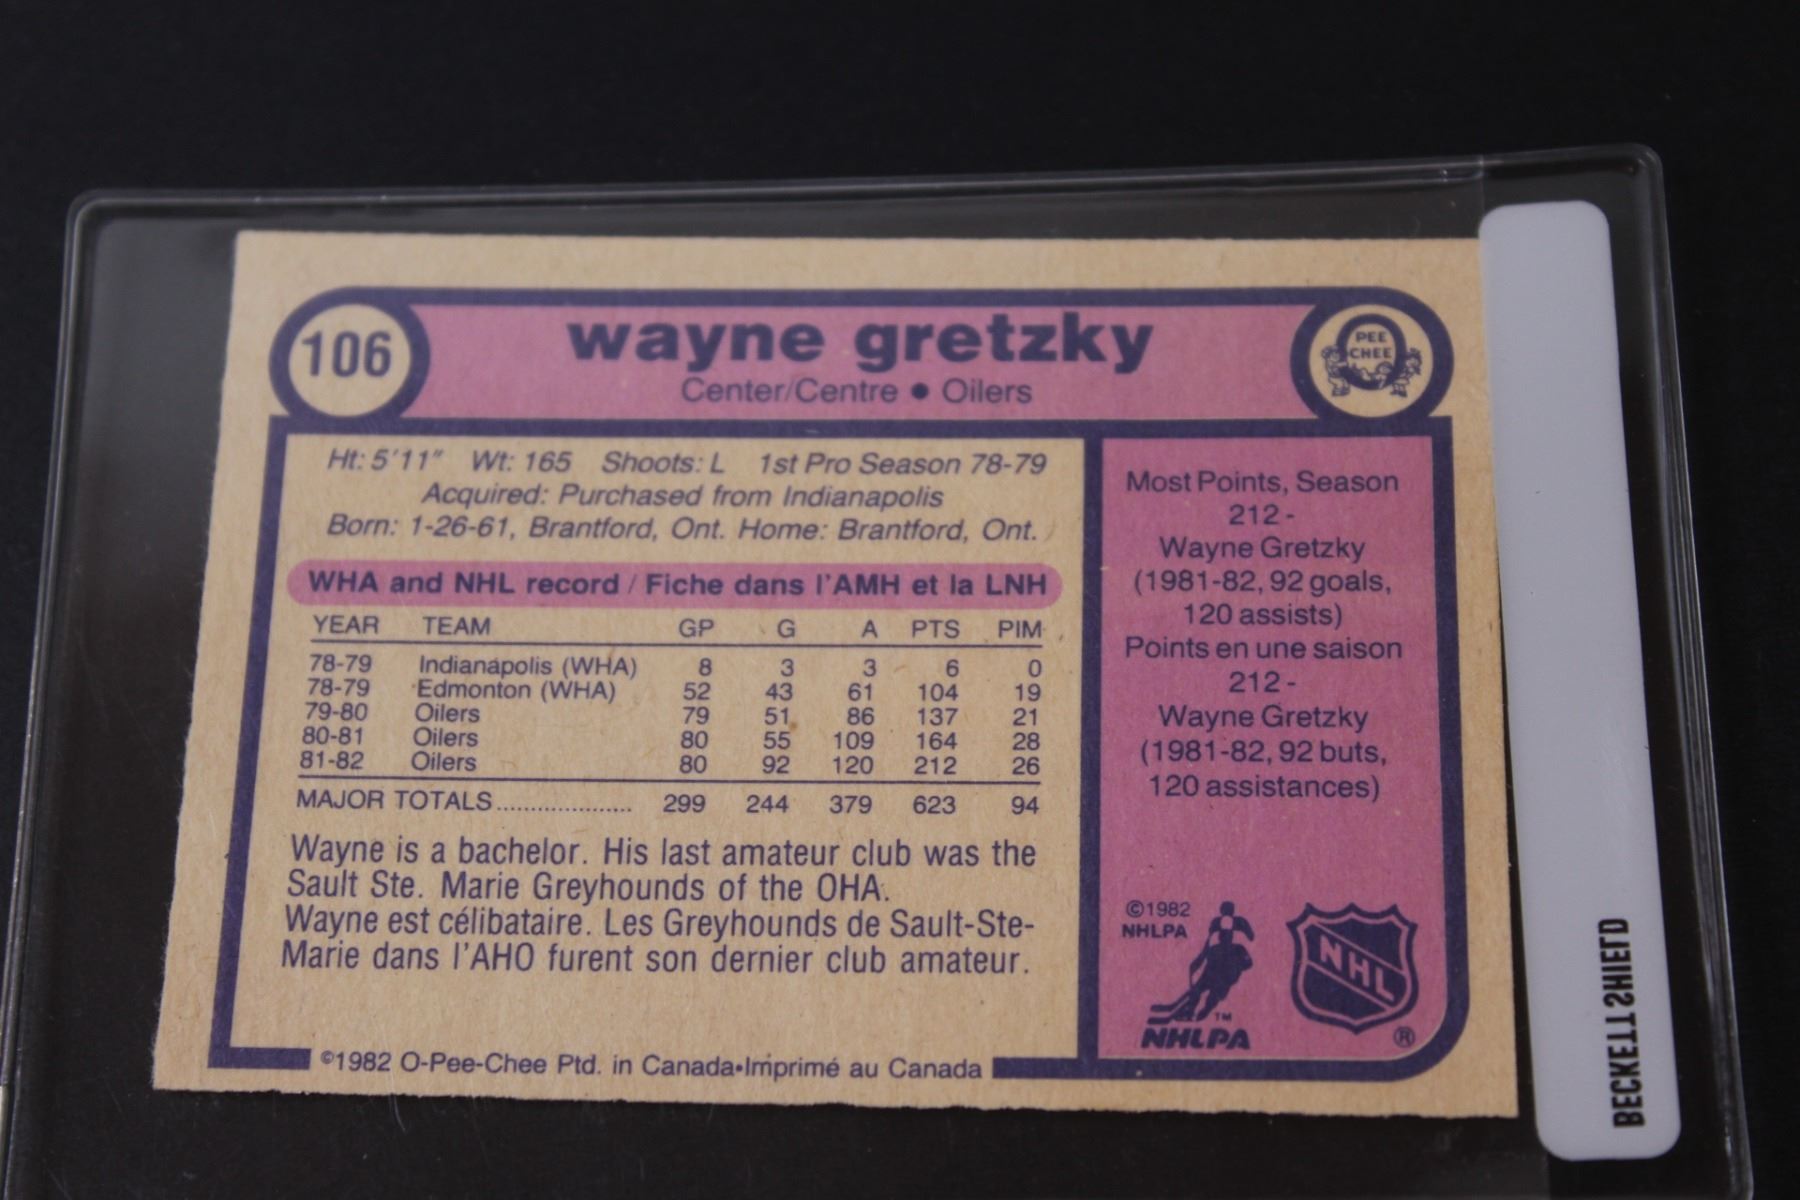 106
wayne gretzky
Center/Centre • Oilers
O
PEE
CHEE
Ht: 5'11" Wt: 165 Shoots: L 1st Pro Season 78-79
Acquired: Purchased from Indianapolis
Born: 1-26-61, Brantford, Ont. Home: Brantford, Ont.
WHA and NHL record / Fiche dans l'AMH et la LNH
YEAR TEAM GP G A PTS PIM
78-79 Indianapolis (WHA) 8 3 3 6 0
78-79 Edmonton (WHA) 52 43 61 104 19
79-80 Oilers 79 51 86 137 21
80-81 Oilers 80 55 109 164 28
81-82 Oilers 80 92 120 212 26
MAJOR TOTALS.................... 299 244 379 623 94
Wayne is a bachelor. His last amateur club was the
Sault Ste. Marie Greyhounds of the OHA.
Wayne est célibataire. Les Greyhounds de Sault-Ste-
Marie dans l'AHO furent son dernier club amateur.
©1982 O-Pee-Chee Ptd. in Canada•Imprimé au Canada
Most Points, Season
212 -
Wayne Gretzky
(1981-82, 92 goals,
120 assists)
Points en une saison
212 -
Wayne Gretzky
(1981-82, 92 buts,
120 assistances)
©1982
NHLPA
TM
NHLPA
NHL
®
BECKETT SHIELD